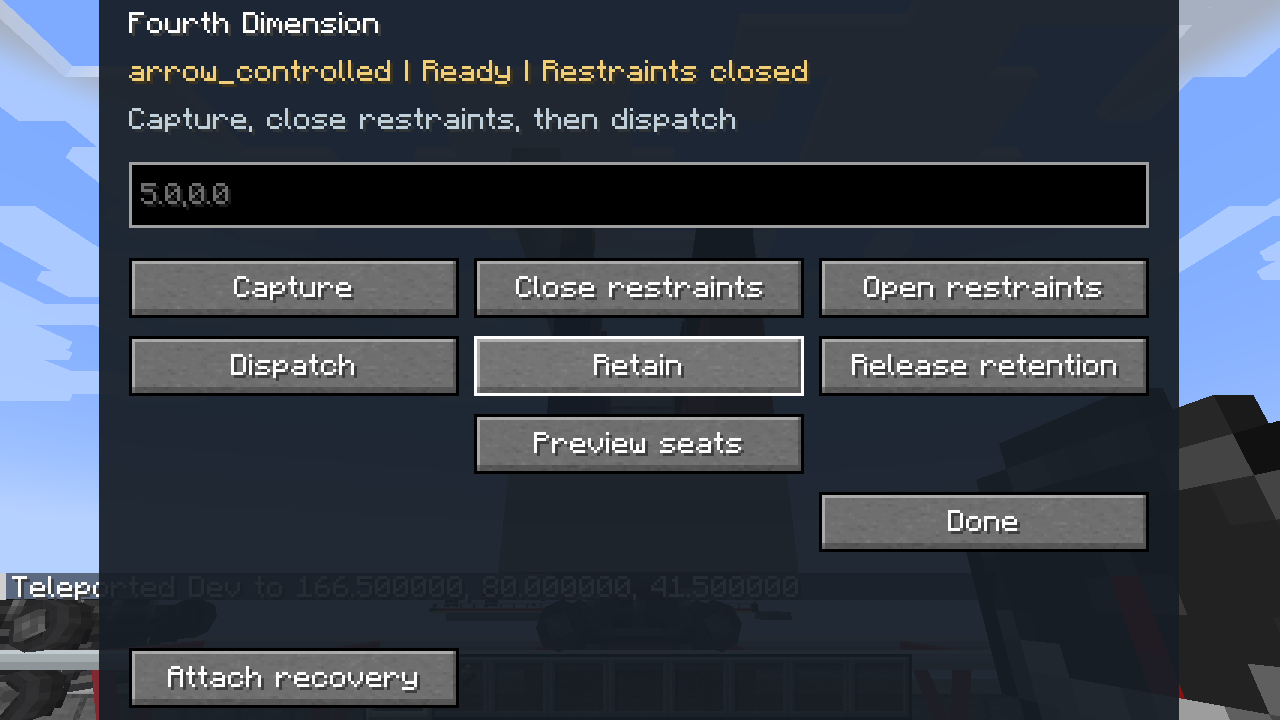 Fourth Dimension
arrow_controlled | Ready | Restraints closed
Capture, close restraints, then dispatch
5.0,0.0
Capture
Close restraints
Open restraints
Dispatch
Retain
Release retention
Preview seats
Done
Teleported Dev to 166.500000, 80.000000, 41.500000
Attach recovery